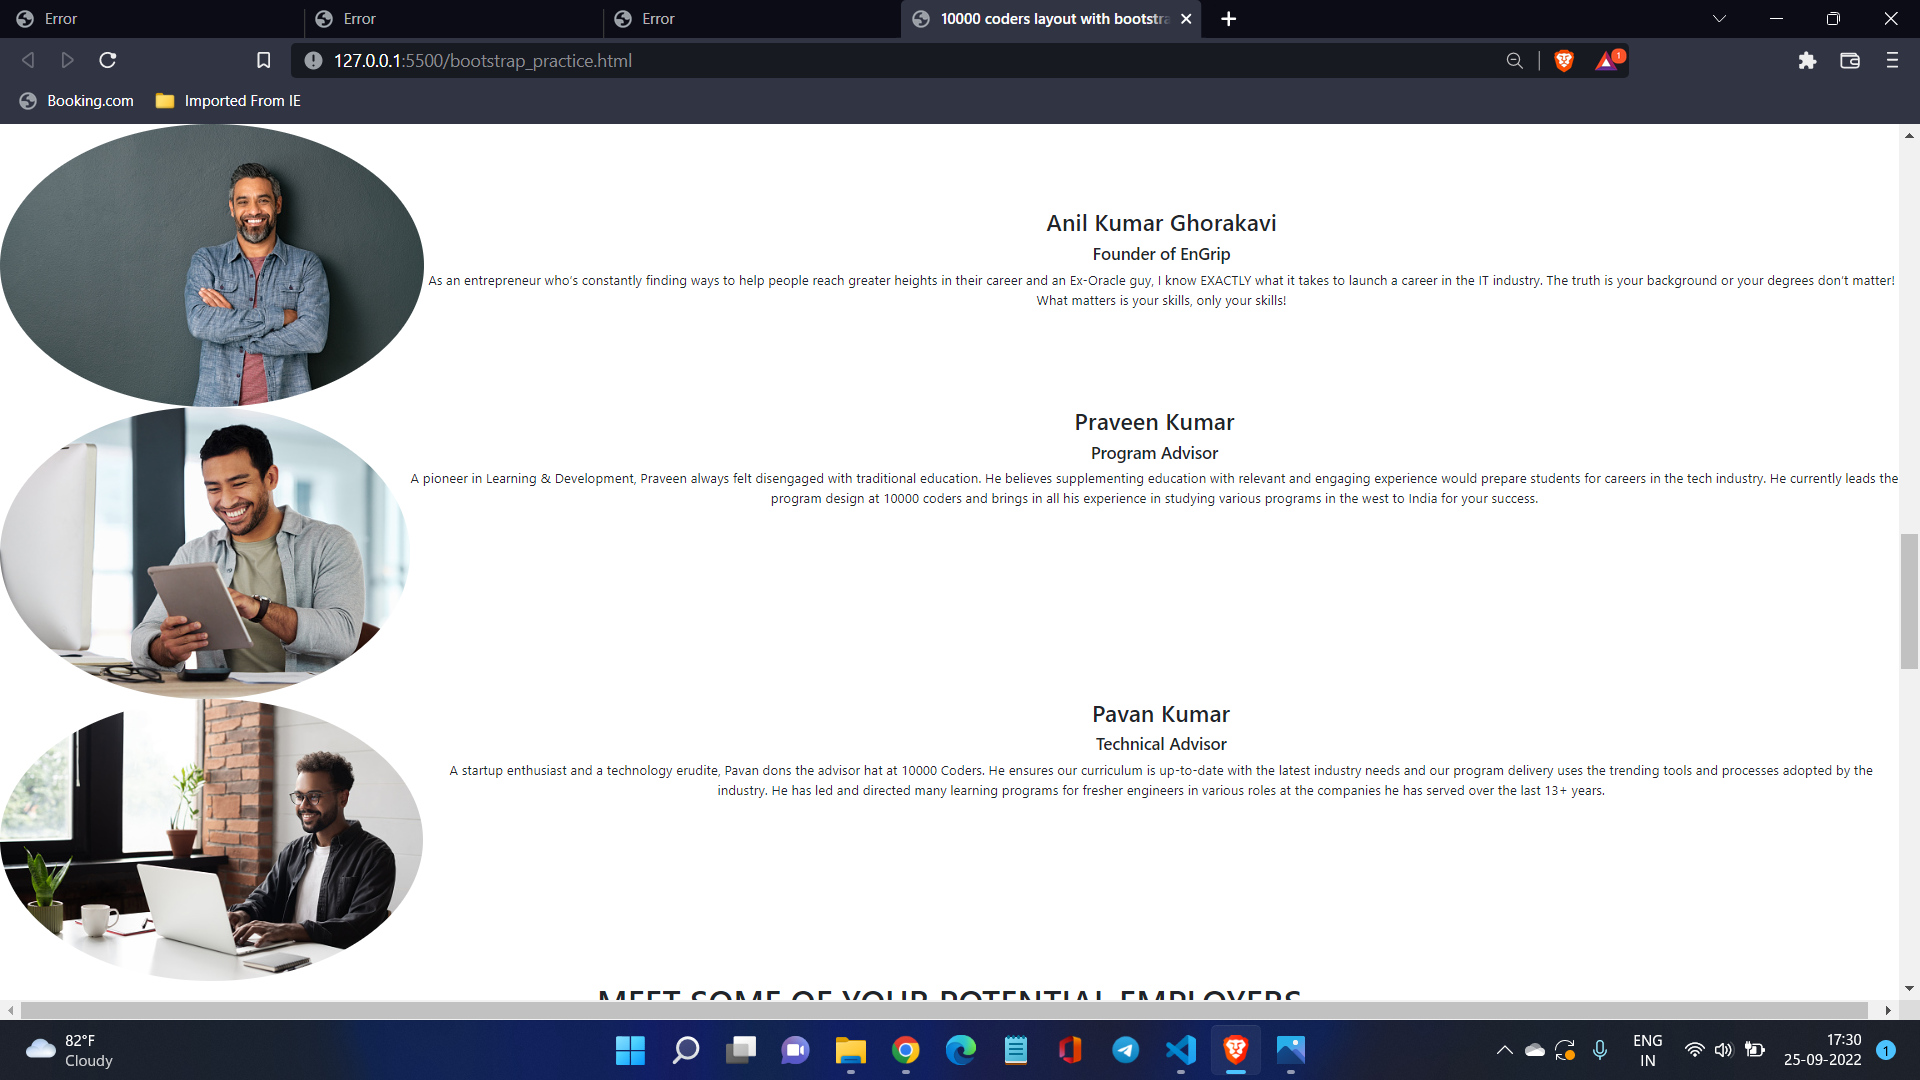 Error
Error
Error
10000 coders layout with bootstra
127.0.0.1:5500/bootstrap_practice.html
1
Booking.com
Imported From IE
Anil Kumar Ghorakavi
Founder of EnGrip
As an entrepreneur who's constantly finding ways to help people reach greater heights in their career and an Ex-Oracle guy, I know EXACTLY what it takes to launch a career in the IT industry. The truth is your background or your degrees don't matter!
What matters is your skills, only your skills!
Praveen Kumar
Program Advisor
A pioneer in Learning & Development, Praveen always felt disengaged with traditional education. He believes supplementing education with relevant and engaging experience would prepare students for careers in the tech industry. He currently leads the
program design at 10000 coders and brings in all his experience in studying various programs in the west to India for your success.
Pavan Kumar
Technical Advisor
A startup enthusiast and a technology erudite, Pavan dons the advisor hat at 10000 Coders. He ensures our curriculum is up-to-date with the latest industry needs and our program delivery uses the trending tools and processes adopted by the
industry. He has led and directed many learning programs for fresher engineers in various roles at the companies he has served over the last 13+ years.
MEET SOME OF YOUR POTENTIAL EMPLOYERS
82°F
Cloudy
ENG
IN
17:30
25-09-2022
1